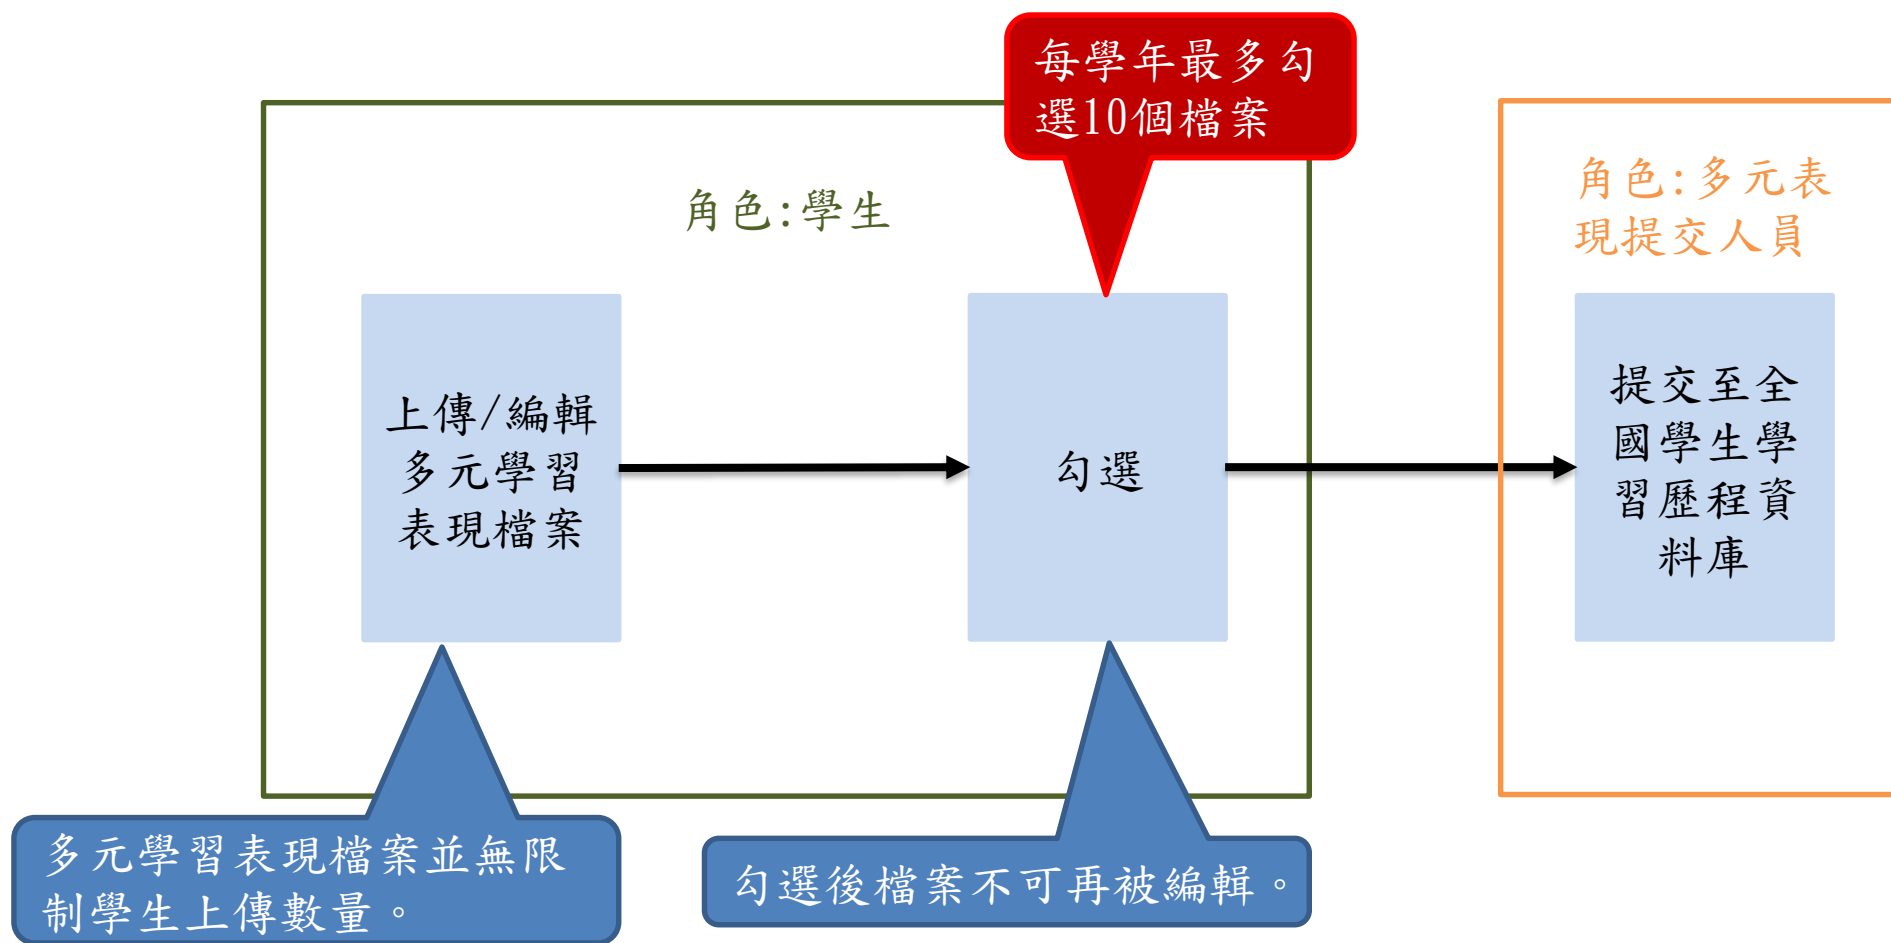 每學年最多勾
選10個檔案
角色:學生
角色:多元表
現提交人員
上傳/編輯
多元學習
表現檔案
勾選
提交至全
國學生學
習歷程資
料庫
多元學習表現檔案並無限
制學生上傳數量。
勾選後檔案不可再被編輯。